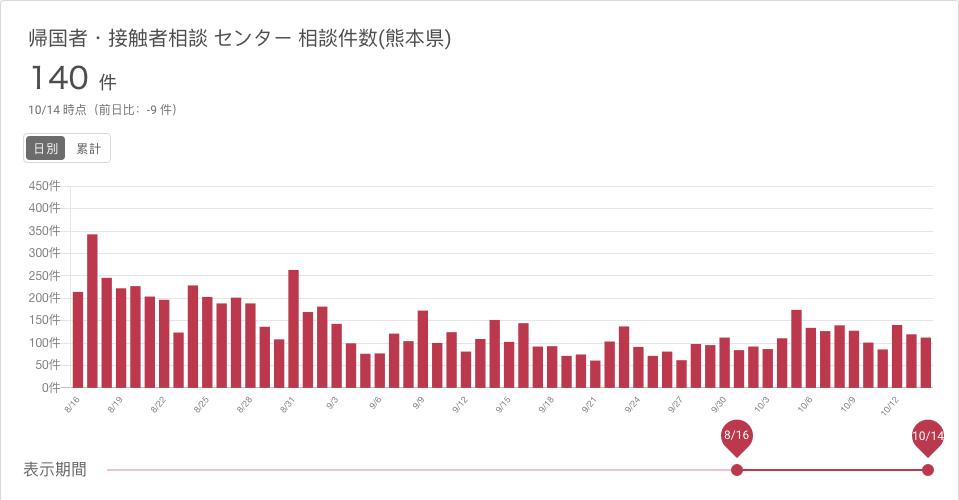 帰国者・接触者相談 センター 相談件数(熊本県)
140 件
10/14 時点（前日比：-9 件）
日別 累計
450件
400件
350件
300件
250件
200件
150件
100件
50件
0件
8/16 8/19 8/22 8/25 8/28 8/31 9/3 9/6 9/9 9/12 9/15 9/18 9/21 9/24 9/27 9/30 10/3 10/6 10/9 10/12
8/16 10/14
表示期間